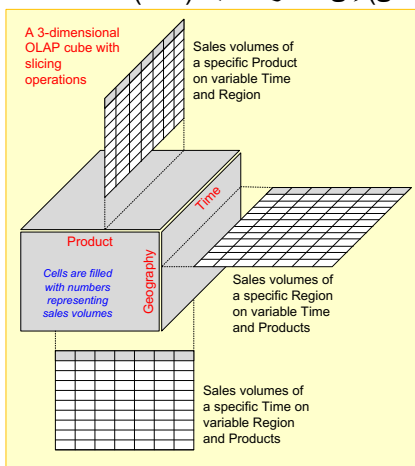 A 3-dimensional
OLAP cube with
slicing
operations
Sales volumes of
a specific Product
on variable Time
and Region
Time
Product
Geography
Cells are filled
with numbers
representing
sales volumes
Sales volumes of
a specific Region
on variable Time
and Products
Sales volumes of
a specific Time on
variable Region
and Products